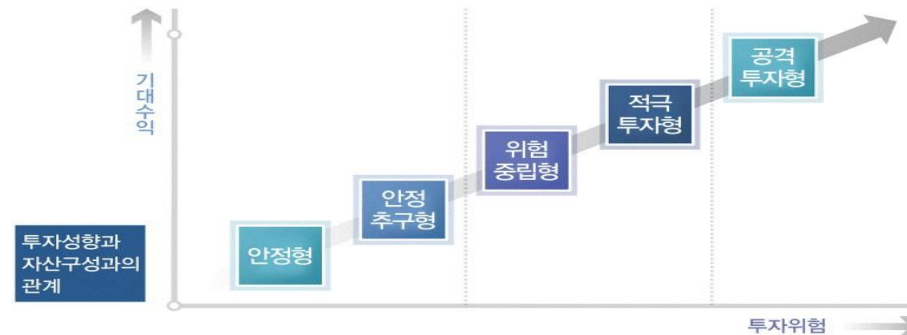 기대수익
공격
투자형
적극
투자형
위험
중립형
안정
추구형
안정형
투자성향과
자산구성과의
관계
투자위험